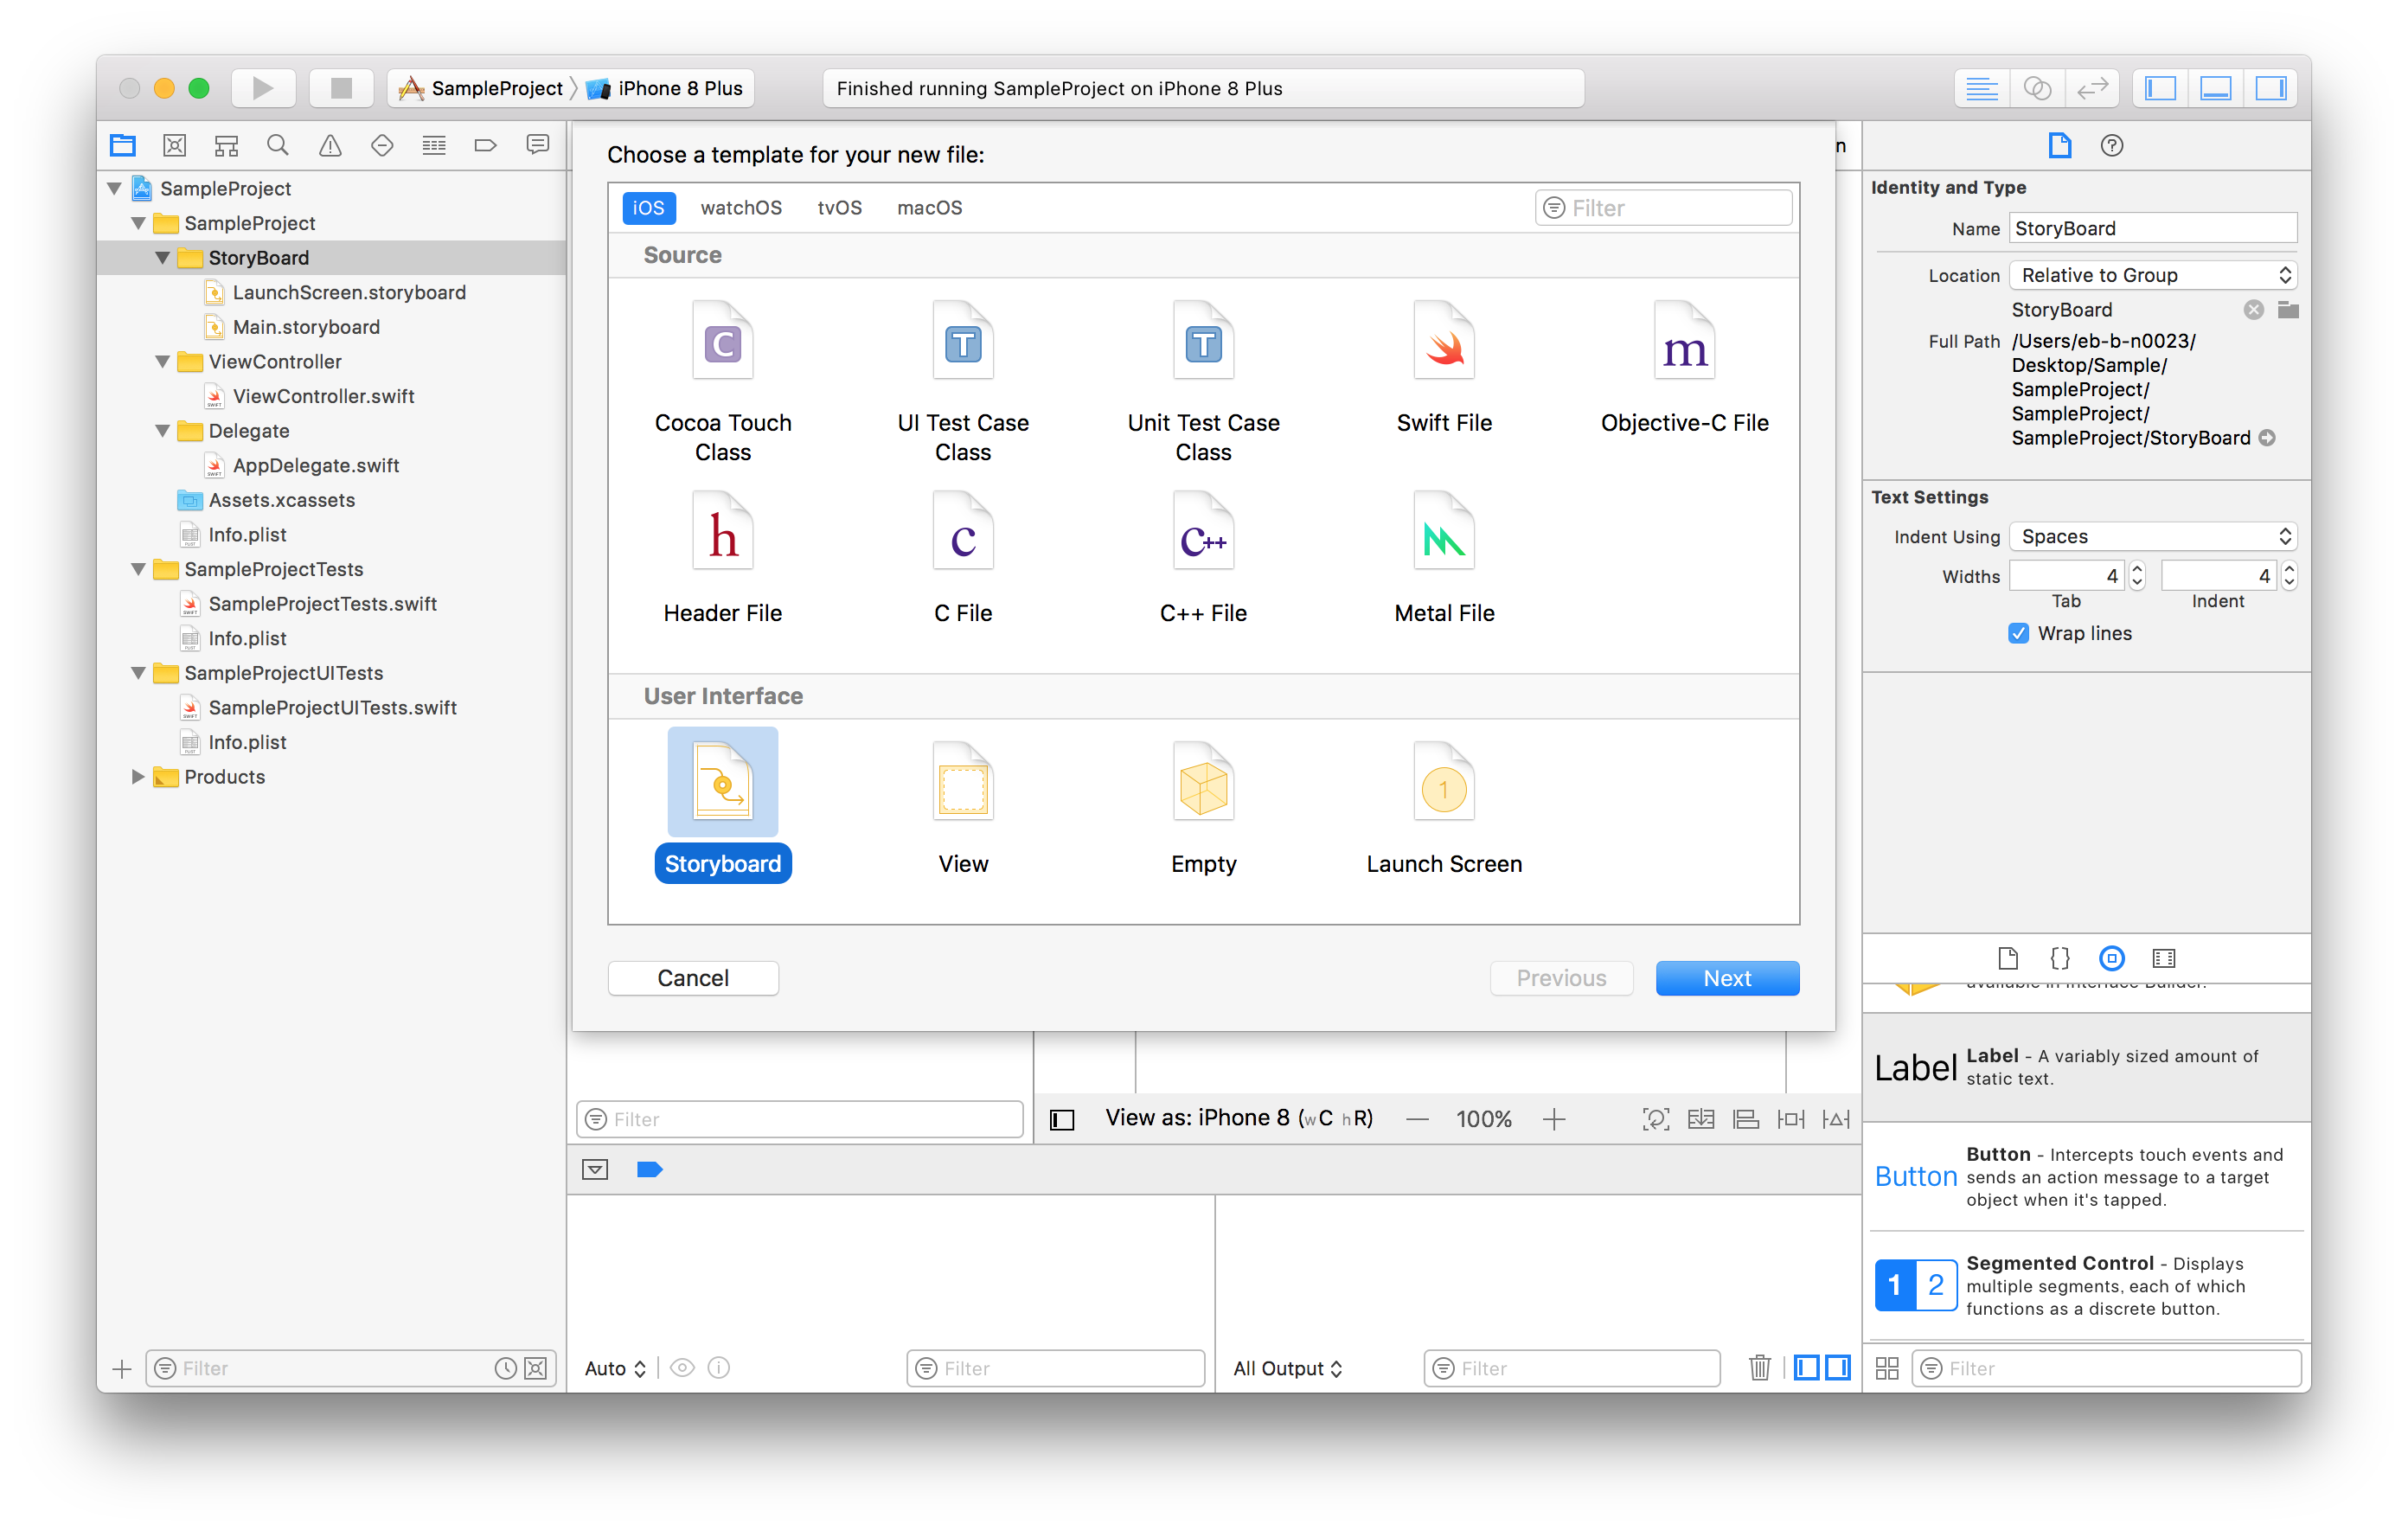 SampleProject
iPhone 8 Plus
Finished running SampleProject on iPhone 8 Plus
SampleProject
SampleProject
StoryBoard
LaunchScreen.storyboard
Main.storyboard
ViewController
ViewController.swift
Delegate
AppDelegate.swift
Assets.xcassets
Info.plist
SampleProjectTests
SampleProjectTests.swift
Info.plist
SampleProjectUITests
SampleProjectUITests.swift
Info.plist
Products
Filter
Choose a template for your new file:
iOS watchOS tvOS macOS
Filter
Source
C
T
T
m
Cocoa Touch
Class
UI Test Case
Class
Unit Test Case
Class
Swift File
Objective-C File
h
c
C++
Header File
C File
C++ File
Metal File
User Interface
1
Storyboard
View
Empty
Launch Screen
Cancel
Previous
Next
n
Filter
View as: iPhone 8 (wC hR)
100%
Auto
Filter
All Output
Filter
Identity and Type
Name StoryBoard
Location Relative to Group
StoryBoard
Full Path /Users/eb-b-n0023/
Desktop/Sample/
SampleProject/
SampleProject/
SampleProject/StoryBoard
Text Settings
Indent Using Spaces
Widths 4 4
Tab Indent
Wrap lines
{}
available in Interface Builder.
Label
Label - A variably sized amount of
static text.
Button
Button - Intercepts touch events and
sends an action message to a target
object when it's tapped.
1 2
Segmented Control - Displays
multiple segments, each of which
functions as a discrete button.
Filter